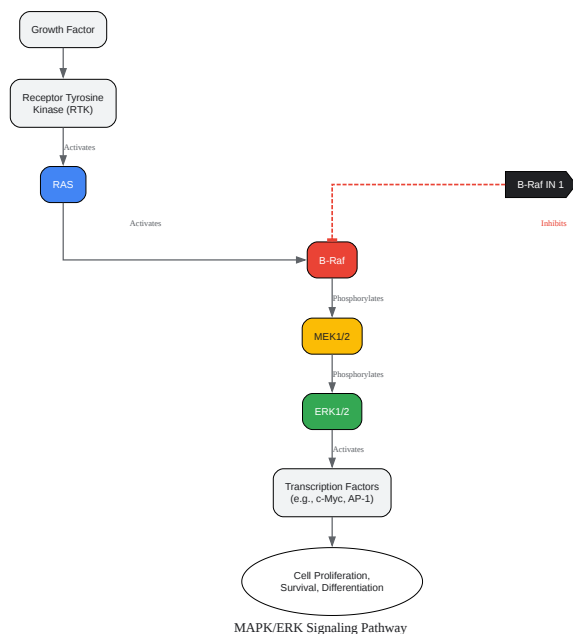 Growth Factor
Receptor Tyrosine
Kinase (RTK)
Activates
RAS
B-Raf IN 1
Activates
Inhibits
B-Raf
Phosphorylates
MEK1/2
Phosphorylates
ERK1/2
Activates
Transcription Factors
(e.g., c-Myc, AP-1)
Cell Proliferation,
Survival, Differentiation
MAPK/ERK Signaling Pathway